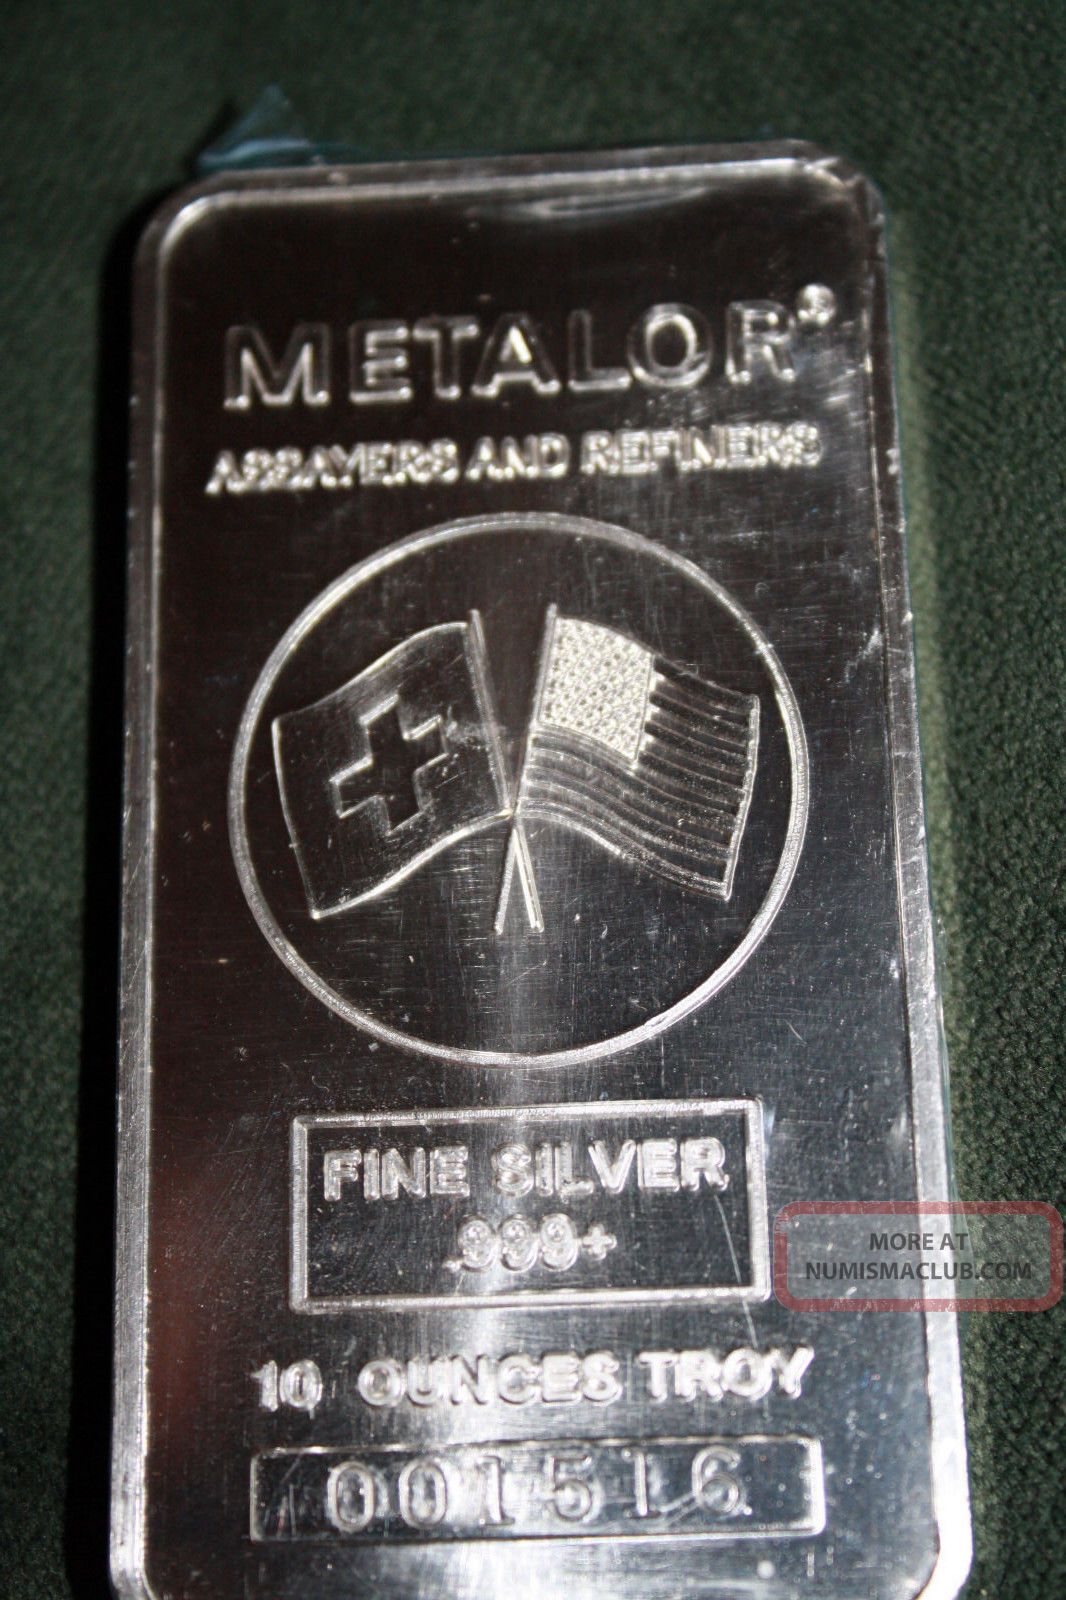 METALOR®
ASSAYERS AND REFINERS
FINE SILVER
.999+
10 OUNCES TROY
001516
MORE AT
NUMISMACLUB.COM